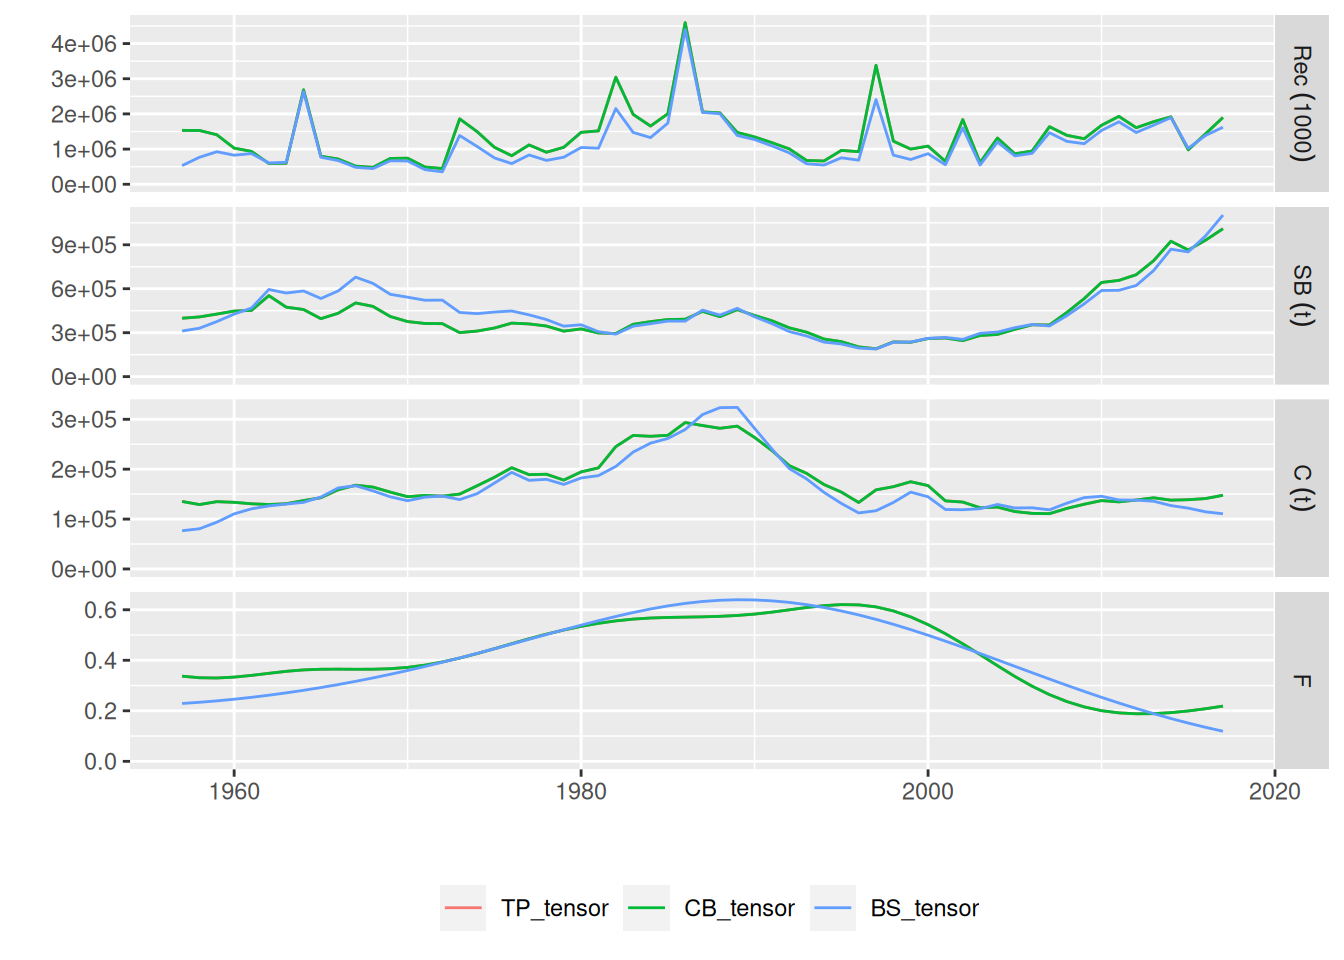 4e+06
3e+06
2e+06
1e+06
0e+00
Rec (1000)
9e+05
6e+05
3e+05
0e+00
SB (t)
3e+05
2e+05
1e+05
0e+00
C (t)
0.6
0.4
0.2
0.0
F
1960 1980 2000 2020
TP_tensor CB_tensor BS_tensor